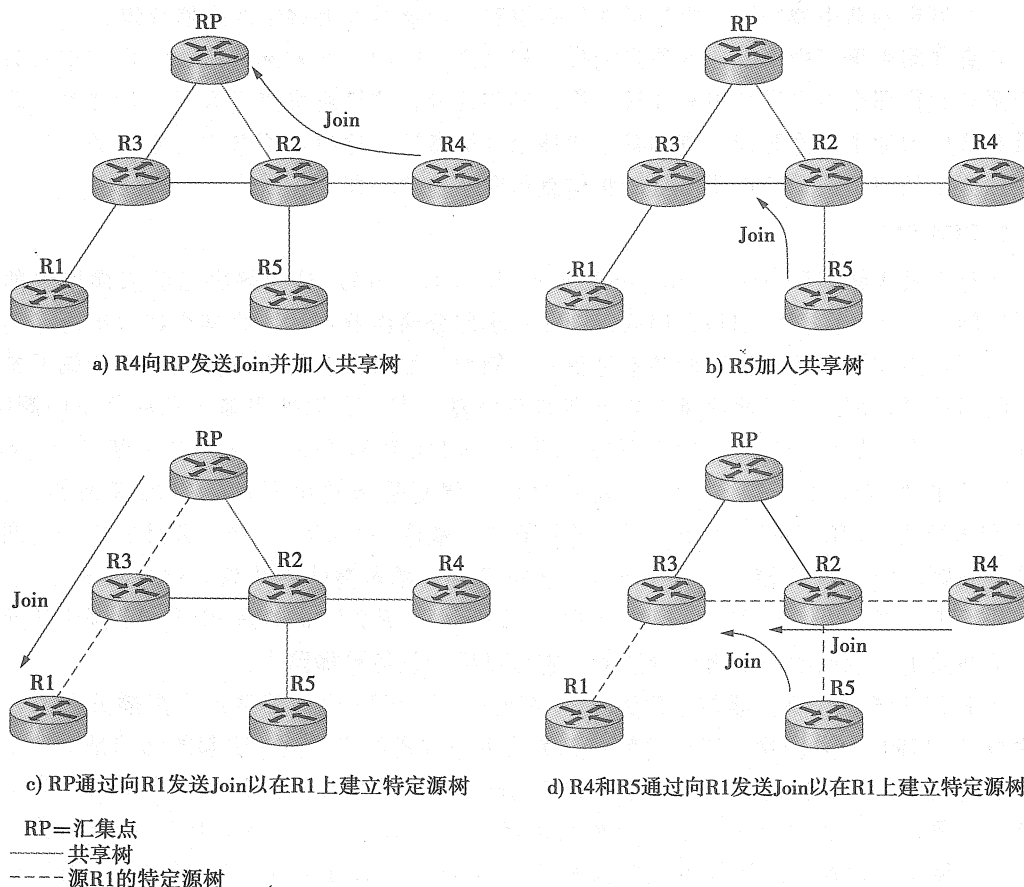 RP
Join
R3
R2
R4
R1
R5
a) R4向RP发送Join并加入共享树
RP
R3
R2
R4
Join
R1
R5
b) R5加入共享树
RP
R3
R2
R4
Join
R1
R5
c) RP通过向R1发送Join以在R1上建立特定源树
RP
R3
R2
R4
Join
Join
R1
R5
d) R4和R5通过向R1发送Join以在R1上建立特定源树
RP=汇集点
共享树
源R1的特定源树